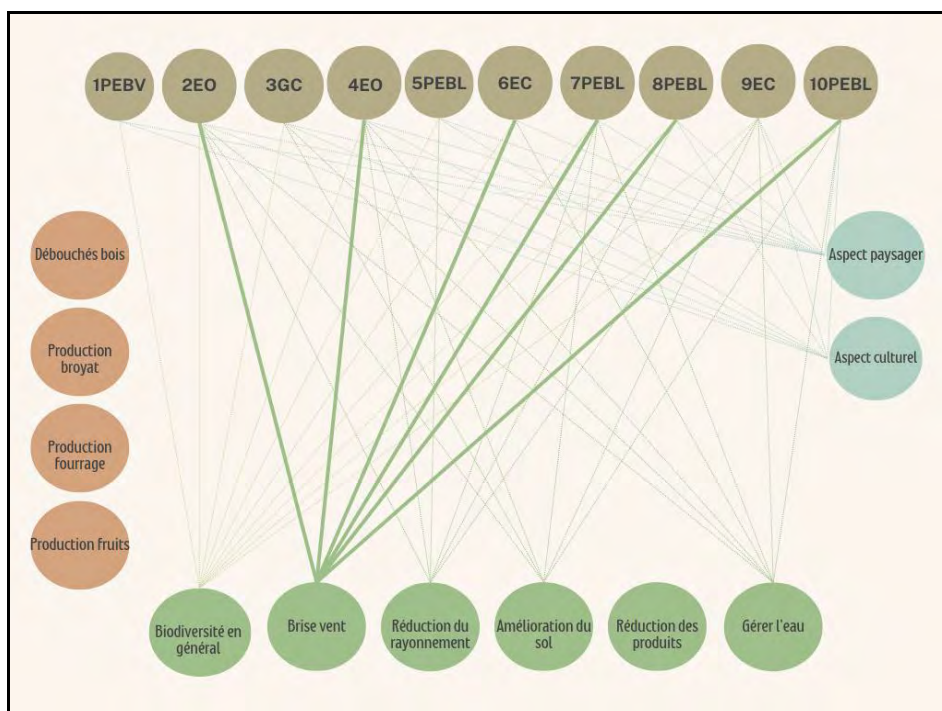 1PEBV
2EO
3GC
4EO
5PEBL
6EC
7PEBL
8PEBL
9EC
10PEBL
Débouchés bois
Production
broyat
Production
fourrage
Production fruits
Aspect paysager
Aspect culturel
Biodiversité en
général
Brise vent
Réduction du
rayonnement
Amélioration du
sol
Réduction des
produits
Gérer l'eau